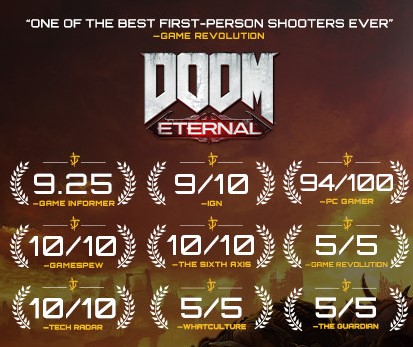 “ONE OF THE BEST FIRST-PERSON SHOOTERS EVER”
–GAME REVOLUTION
DOOM
ETERNAL
9.25 9/10 94/100
–GAME INFORMER –IGN –PC GAMER
10/10 10/10 5/5
–GAMESPEW –THE SIXTH AXIS –GAME REVOLUTION
10/10 5/5 5/5
–TECH RADAR –WHATCULTURE –THE GUARDIAN